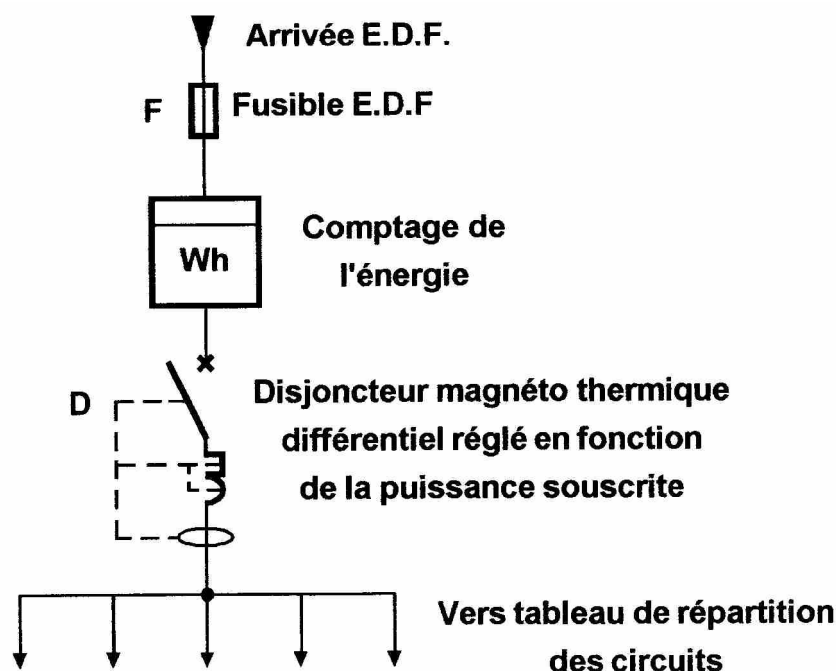 Arrivée E.D.F.
F
Fusible E.D.F
Wh
Comptage de
l'énergie
D
Disjoncteur magnéto thermique
différentiel réglé en fonction
de la puissance souscrite
Vers tableau de répartition
des circuits